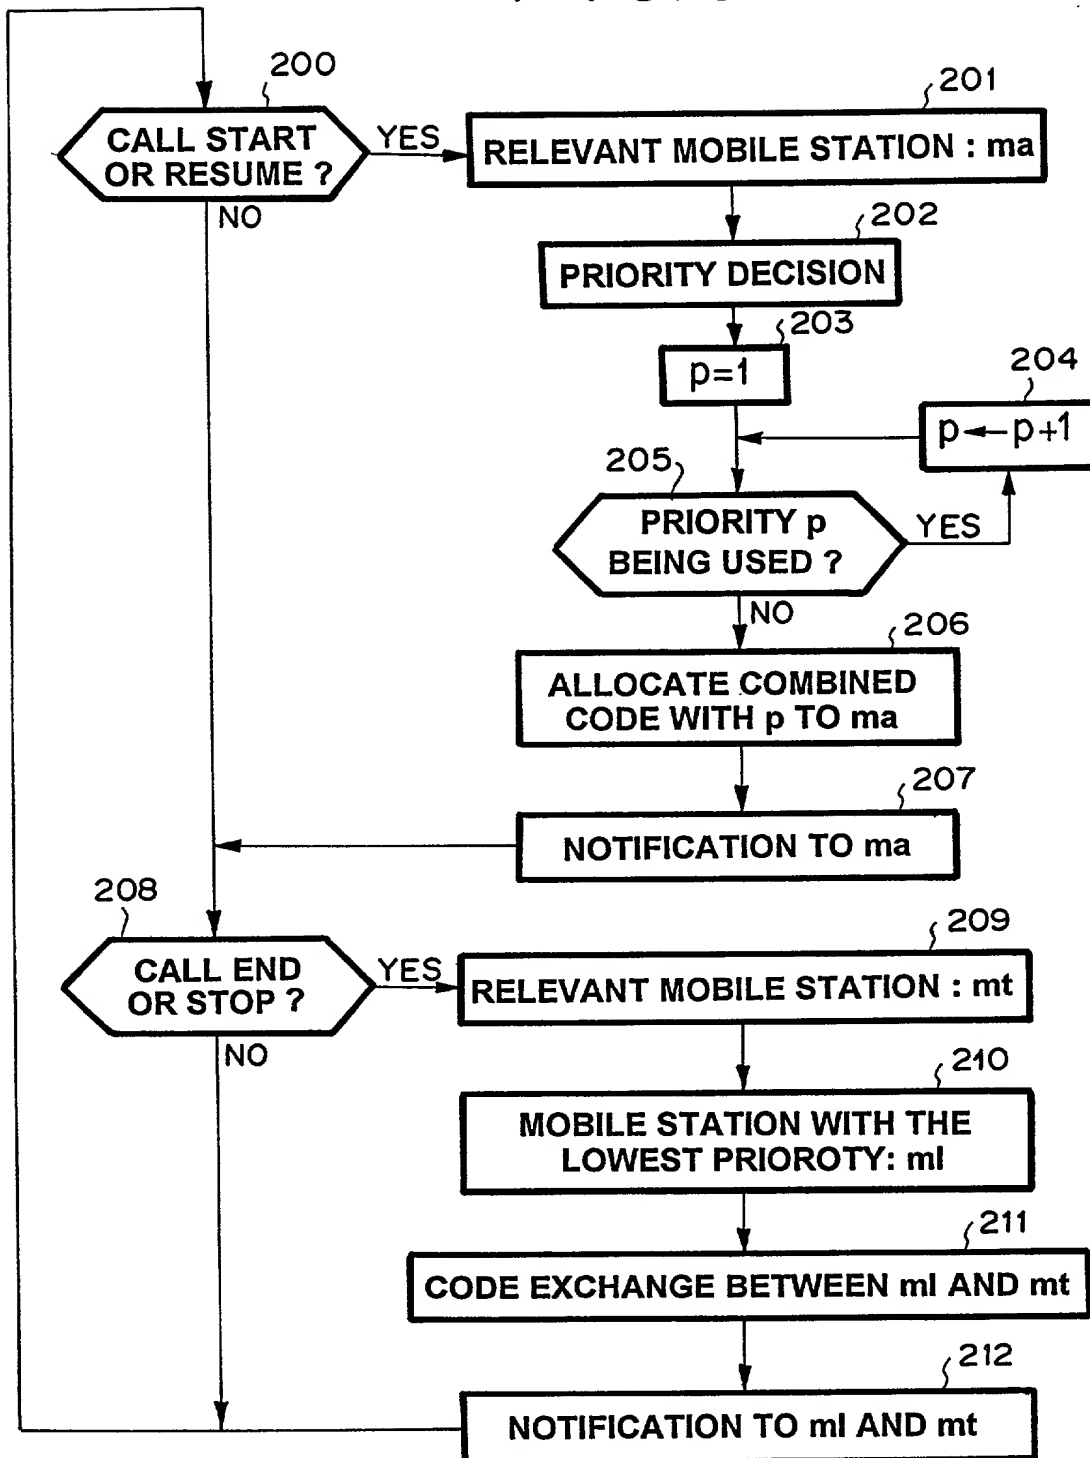 200
CALL START
OR RESUME ?
YES
NO
201
RELEVANT MOBILE STATION : ma
202
PRIORITY DECISION
203
p=1
204
p←p+1
205
PRIORITY p
BEING USED ?
YES
NO
206
ALLOCATE COMBINED
CODE WITH p TO ma
207
NOTIFICATION TO ma
208
CALL END
OR STOP ?
YES
NO
209
RELEVANT MOBILE STATION : mt
210
MOBILE STATION WITH THE
LOWEST PRIOROTY: ml
211
CODE EXCHANGE BETWEEN ml AND mt
212
NOTIFICATION TO ml AND mt